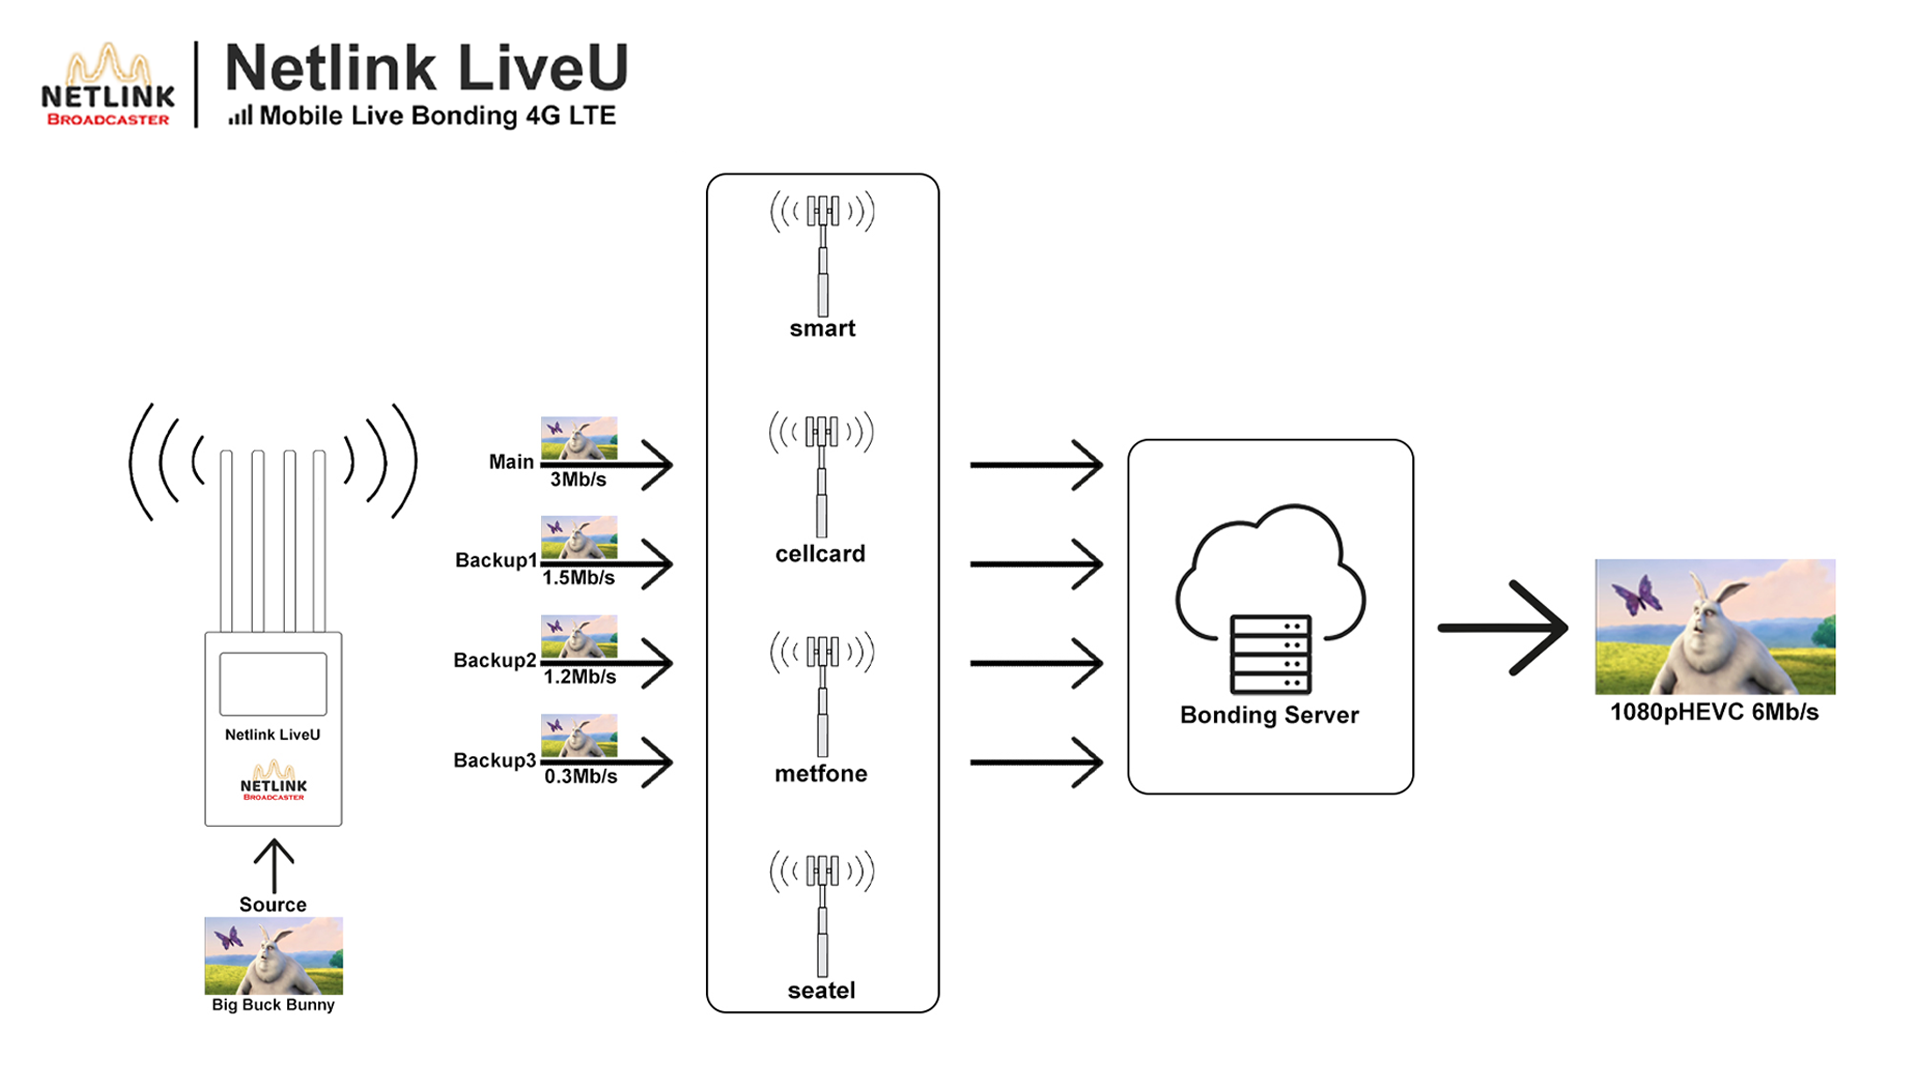 NETLINK
BROADCASTER
Netlink LiveU
Mobile Live Bonding 4G LTE
smart
cellcard
metfone
seatel
Main
3Mb/s
Backup1
1.5Mb/s
Backup2
1.2Mb/s
Backup3
0.3Mb/s
Netlink LiveU
NETLINK
BROADCASTER
Source
Big Buck Bunny
Bonding Server
1080pHEVC 6Mb/s